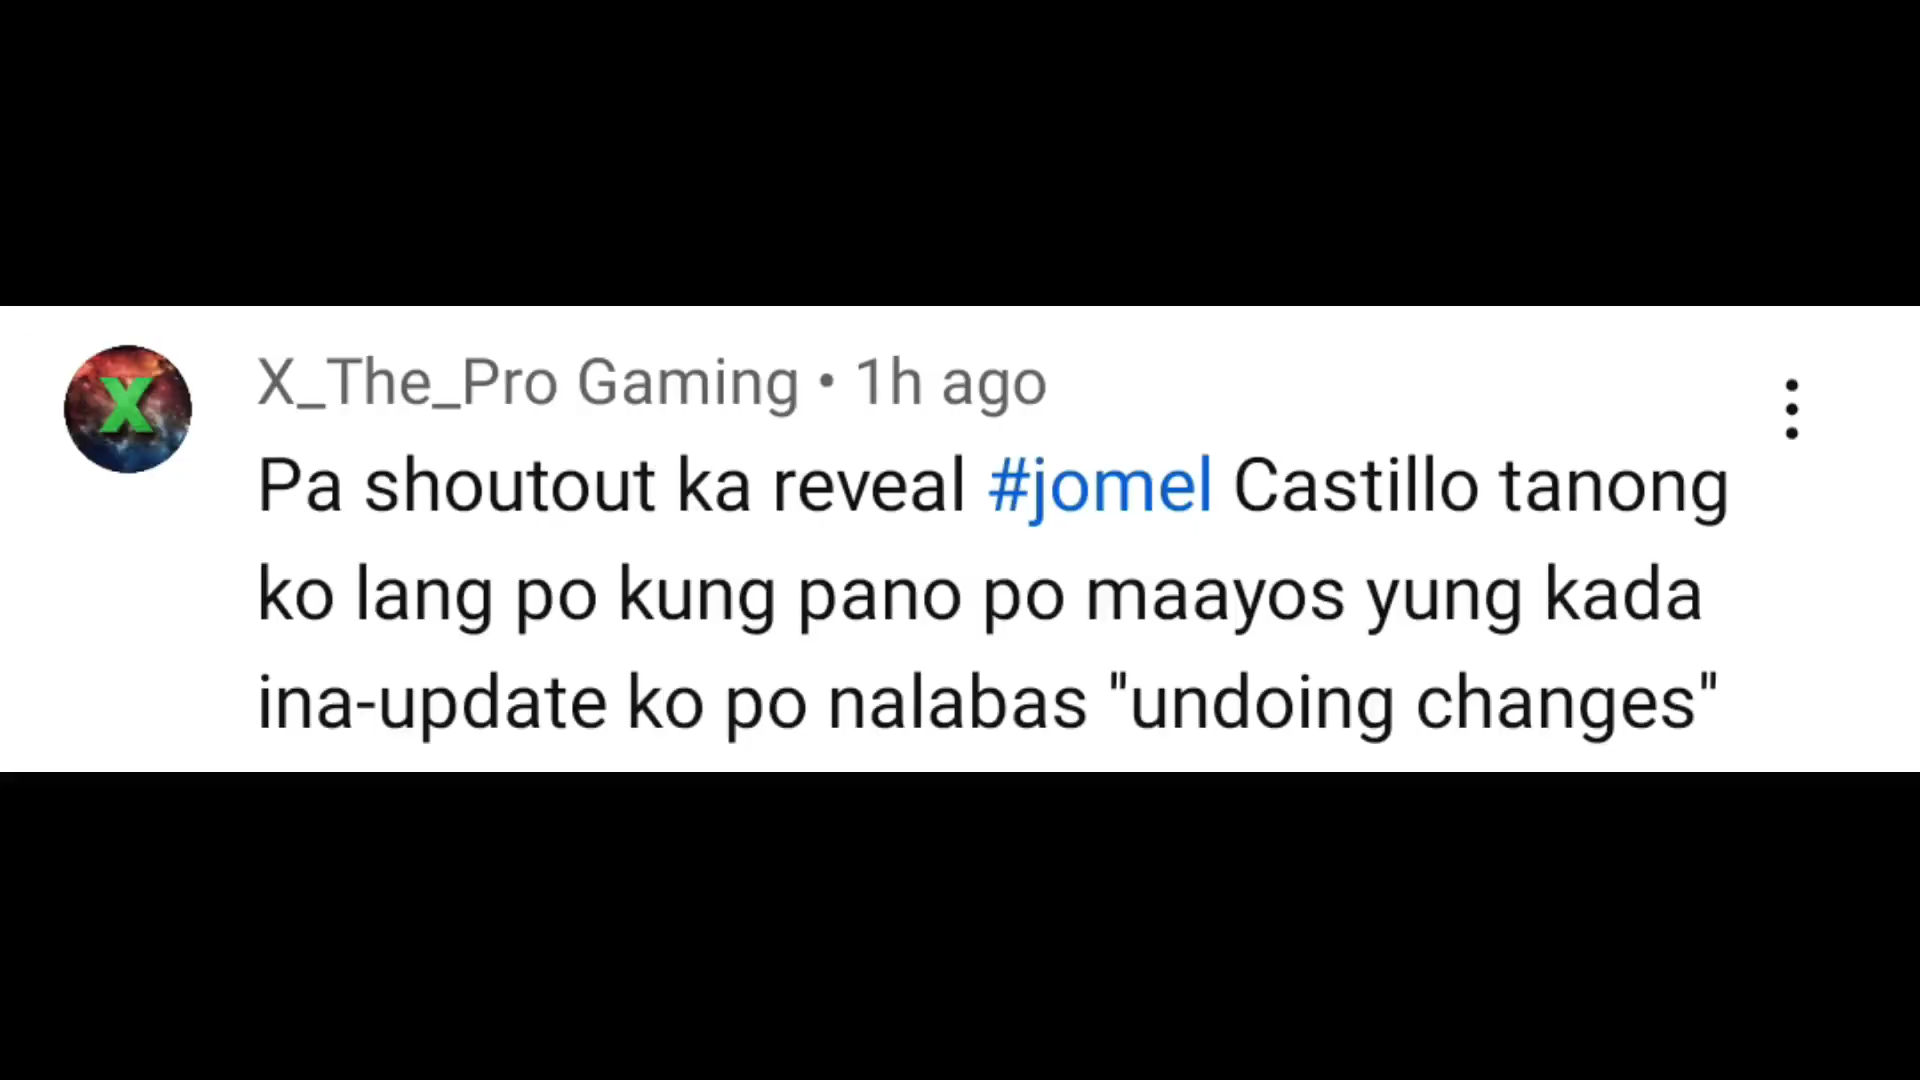 X_The_Pro Gaming • 1h ago
Pa shoutout ka reveal #jomel Castillo tanong
ko lang po kung pano po maayos yung kada
ina-update ko po nalabas "undoing changes"
X